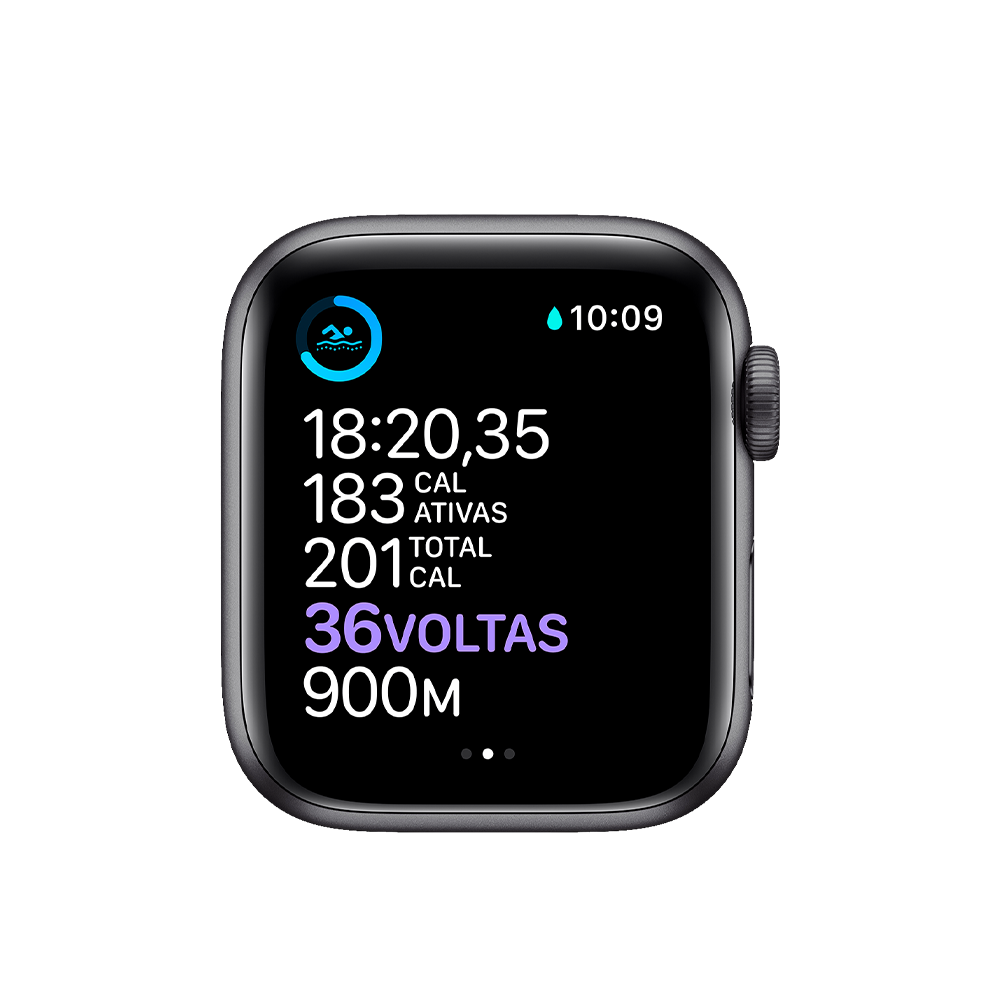 10:09
18:20,35
183 CAL ATIVAS
201 TOTAL CAL
36VOLTAS
900M